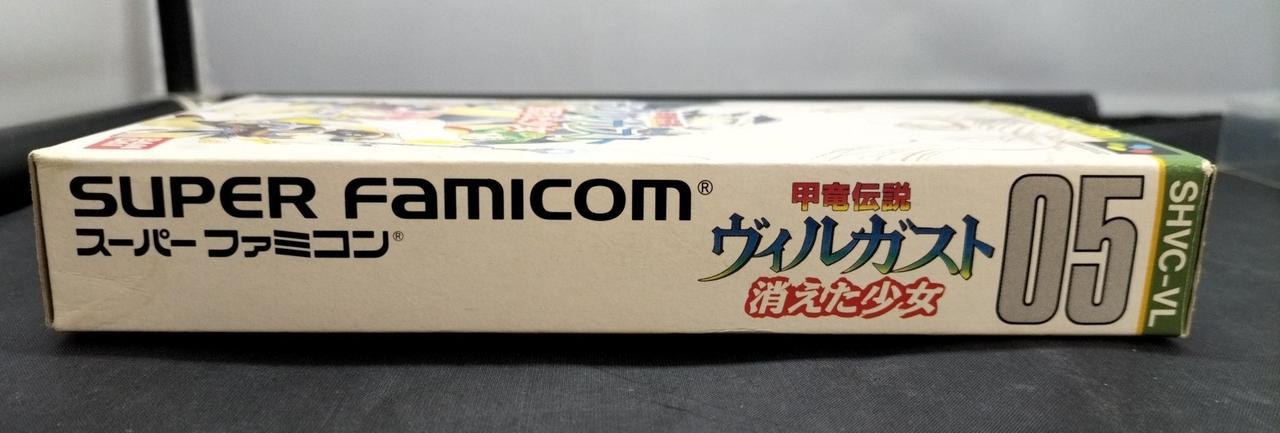 SUPER FAMICOM®
スーパーファミコン®
甲竜伝説
ヴィルガスト
消えた少女
05
SHVC-VL